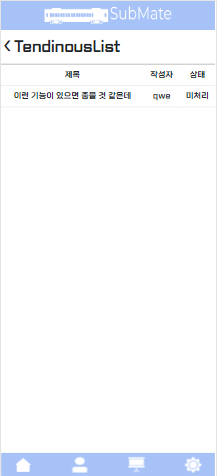 SubMate
TendinousList
제목 작성자 상태
이런 기능이 있으면 좋을 것 같은데 qwe 미처리